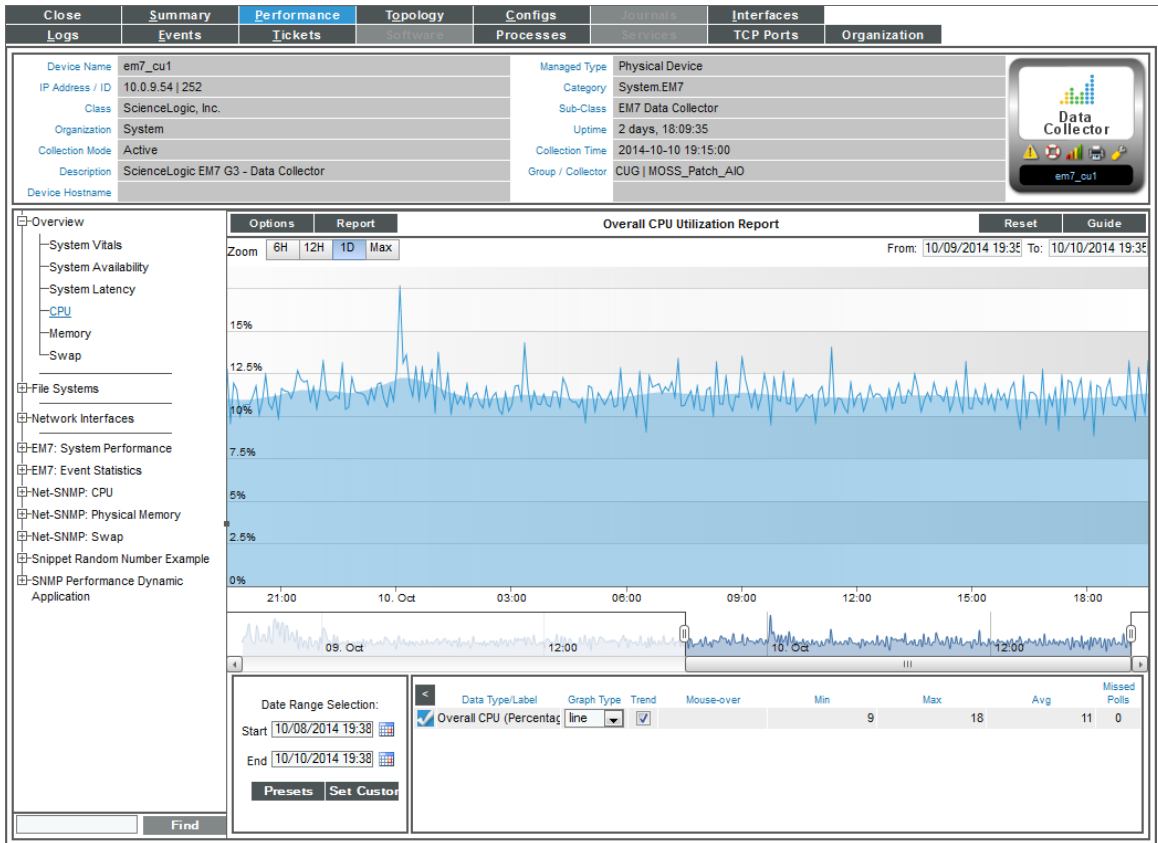 Close Summary Performance Topology Configs Journals Interfaces
Logs Events Tickets Software Processes Services TCP Ports Organization
Device Name em7_cu1 Managed Type Physical Device
IP Address / ID 10.0.9.54 | 252 Category System.EM7
Class ScienceLogic, Inc. Sub-Class EM7 Data Collector
Organization System Uptime 2 days, 18:09:35
Collection Mode Active Collection Time 2014-10-10 19:15:00
Description ScienceLogic EM7 G3 - Data Collector Group / Collector CUG | MOSS_Patch_AIO
Device Hostname
Data
Collector
em7_cu1
Overview
System Vitals
System Availability
System Latency
CPU
Memory
Swap
File Systems
Network Interfaces
EM7: System Performance
EM7: Event Statistics
Net-SNMP: CPU
Net-SNMP: Physical Memory
Net-SNMP: Swap
Snippet Random Number Example
SNMP Performance Dynamic
Application
Find
Options Report Overall CPU Utilization Report Reset Guide
Zoom 6H 12H 1D Max From: 10/09/2014 19:35 To: 10/10/2014 19:35
15%
12.5%
10%
7.5%
5%
2.5%
0%
21:00 10. Oct 03:00 06:00 09:00 12:00 15:00 18:00
09. Oct 12:00 10. Oct 12:00
Date Range Selection:
Start 10/08/2014 19:38
End 10/10/2014 19:38
Presets Set Custor
< Data Type/Label Graph Type Trend Mouse-over Min Max Avg Missed Polls
Overall CPU (Percentag line 9 18 11 0